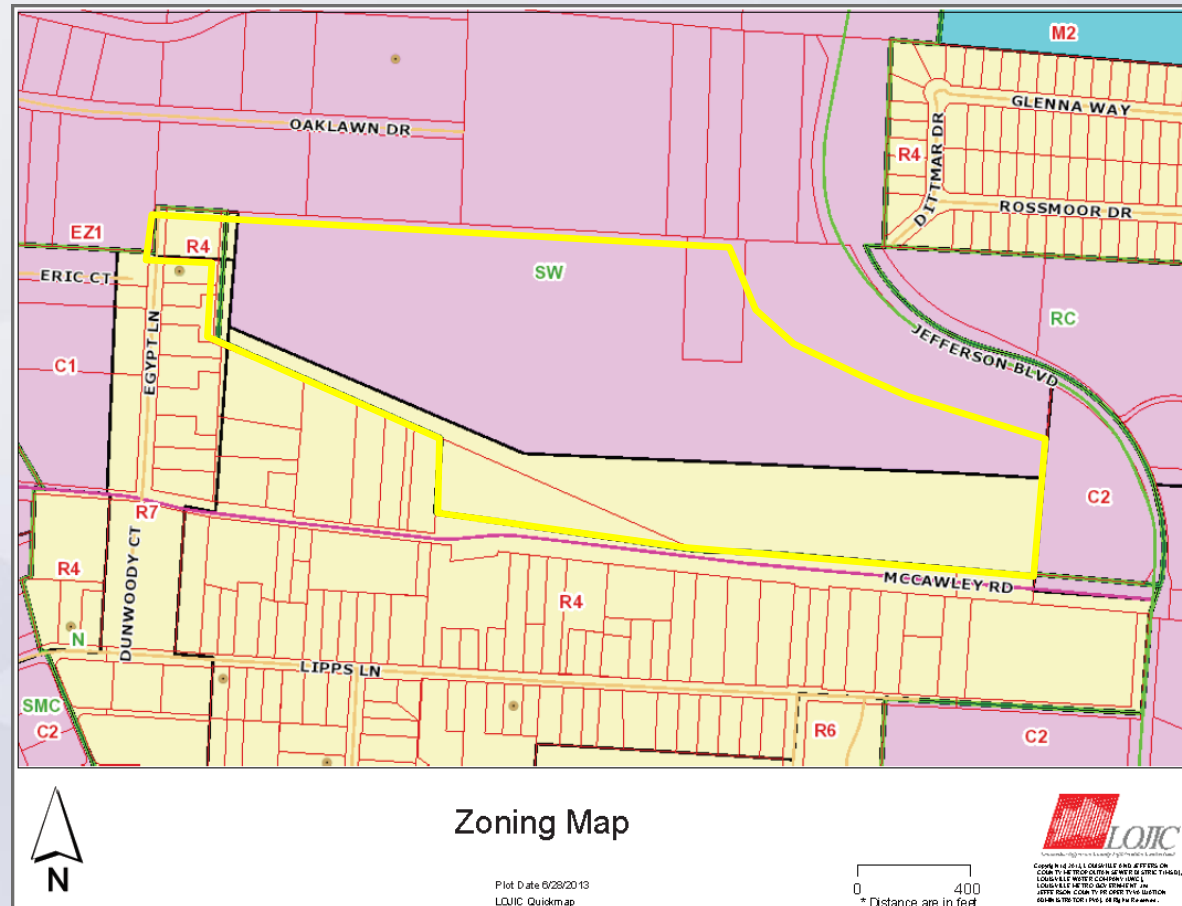 M2
GLENNA WAY
OAKLAWN DR
R4
DITTMAR DR
ROSSMOOR DR
EZ1
R4
ERIC CT
SW
RC
JEFFERSON BLVD
C1
EGYPT LN
C2
R7
R4
DUNWOODY CT
MCCAWLEY RD
R4
N
LIPPS LN
SMC
C2
R6
C2
Zoning Map
N
Plot Date 6/28/2013
LOJIC Quickmap
0 400
* Distance are in feet
LOJIC